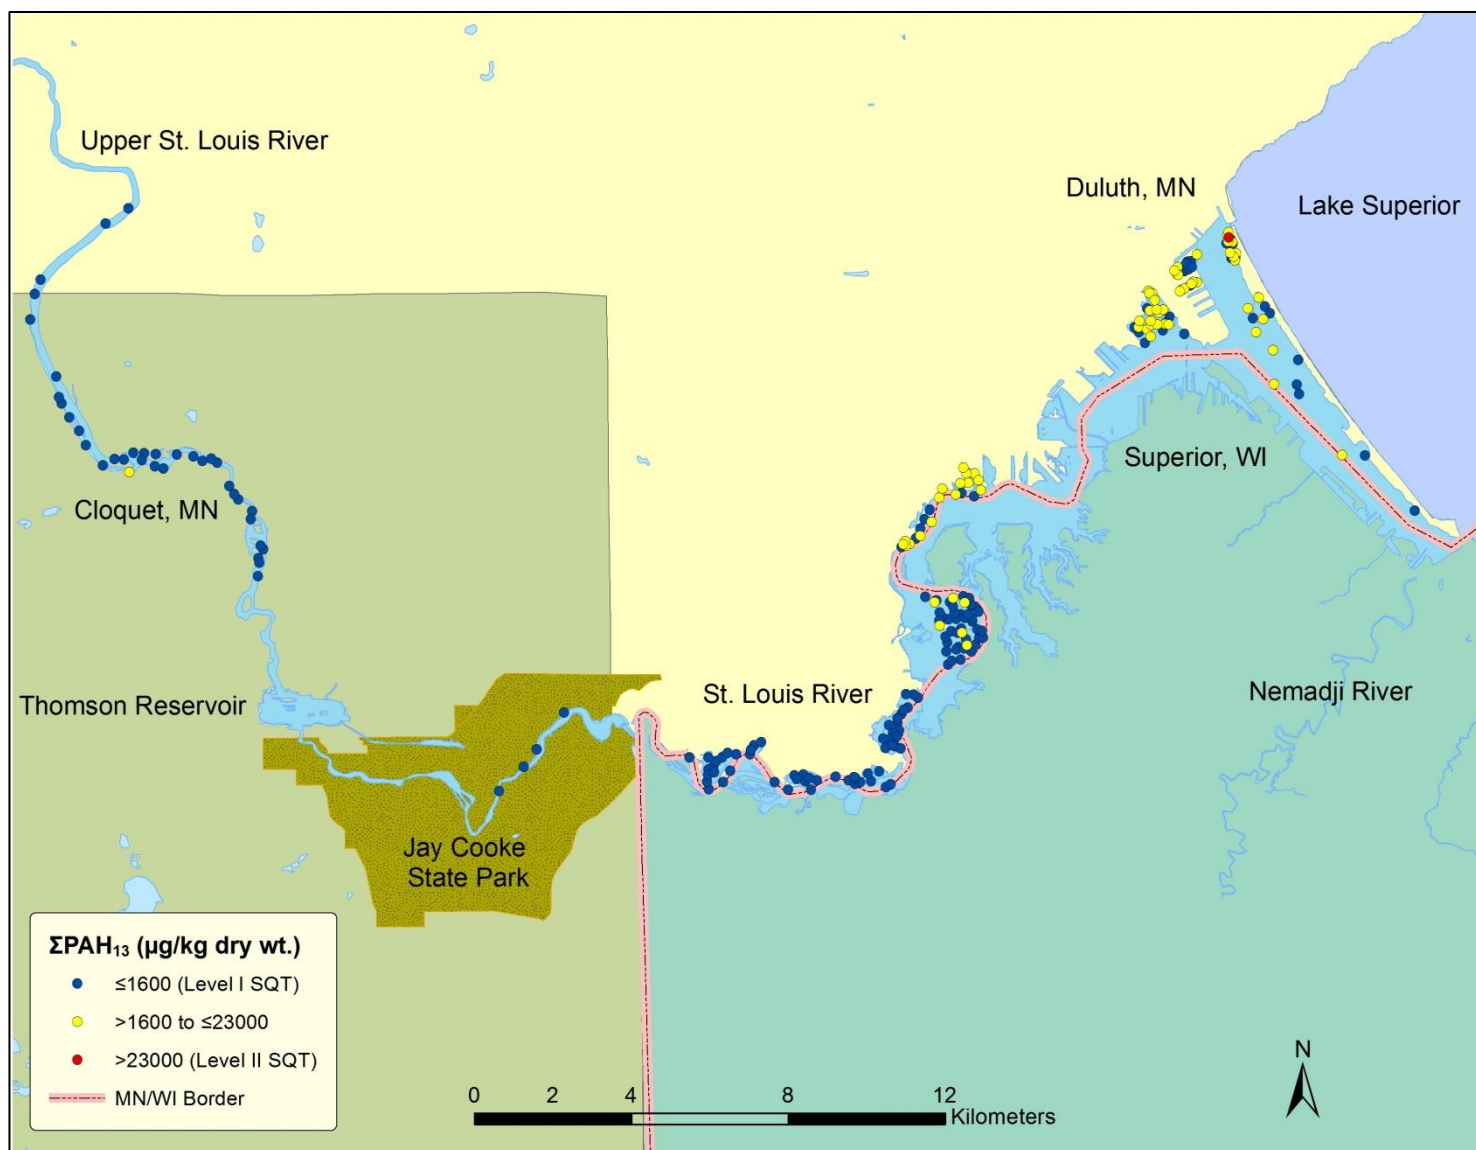 Upper St. Louis River
Duluth, MN
Lake Superior
Superior, WI
Cloquet, MN
Thomson Reservoir
St. Louis River
Nemadji River
Jay Cooke
State Park
ΣPAH₁₃ (µg/kg dry wt.)
≤1600 (Level I SQT)
>1600 to ≤23000
>23000 (Level II SQT)
MN/WI Border
0 2 4 8 12
Kilometers
N